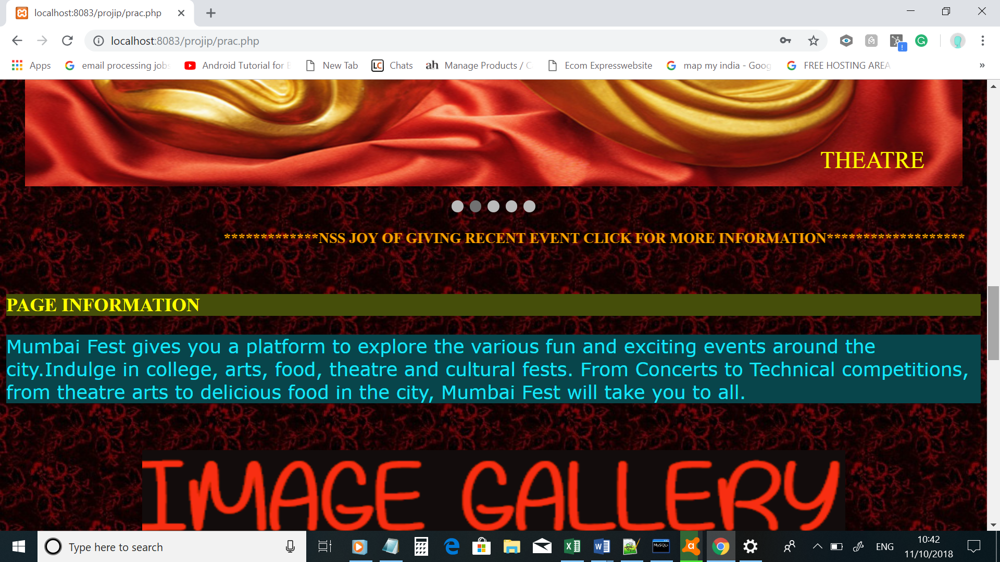 localhost:8083/projip/prac.php
localhost:8083/projip/prac.php
Apps email processing jobs Android Tutorial for New Tab LC Chats ah Manage Products / Ecom Expresswebsite map my india - Goog FREE HOSTING AREA »
THEATRE
*************NSS JOY OF GIVING RECENT EVENT CLICK FOR MORE INFORMATION*******************
PAGE INFORMATION
Mumbai Fest gives you a platform to explore the various fun and exciting events around the
city.Indulge in college, arts, food, theatre and cultural fests. From Concerts to Technical competitions,
from theatre arts to delicious food in the city, Mumbai Fest will take you to all.
IMAGE GALLERY
Type here to search
MySQL
ENG
10:42
11/10/2018